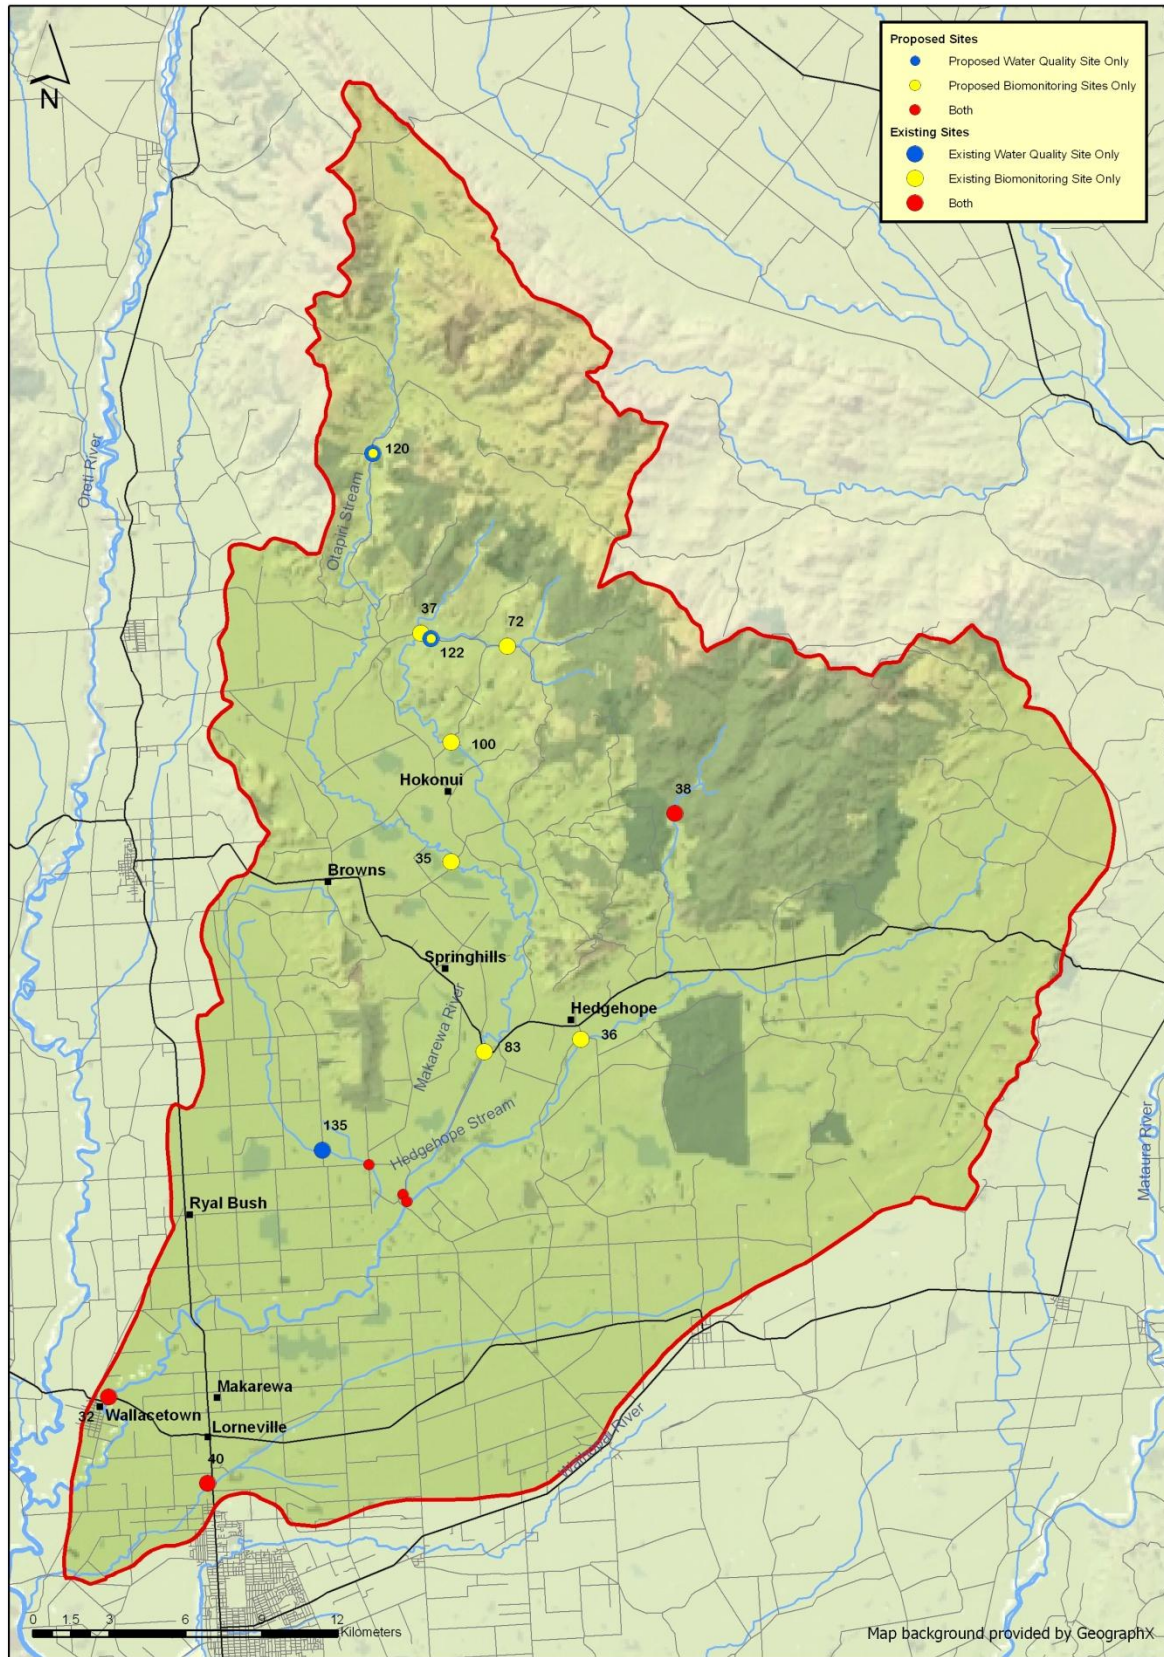 N
Proposed Sites
Proposed Water Quality Site Only
Proposed Biomonitoring Sites Only
Both
Existing Sites
Existing Water Quality Site Only
Existing Biomonitoring Site Only
Both
Oreti River
120
Otapiri Stream
37
72
122
100
Hokonui
38
35
Browns
Springhills
Makarewa River
Hedgehope
36
83
135
Hedgehope Stream
Mataura River
Ryal Bush
Makarewa
32
Wallacetown
Lorneville
40
River
0 1.5 3 6 9 12
Kilometers
Map background provided by GeographX